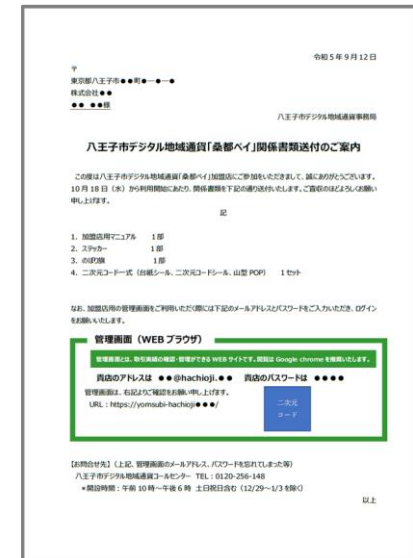 令和5年9月12日
〒
東京都八王子市●●町●―●―●
株式会社●●
●● ●●様
八王子市デジタル地域通貨事務局
八王子市デジタル地域通貨「桑都ペイ」関係書類送付のご案内
この度は八王子市デジタル地域通貨「桑都ペイ」加盟店にご参加をいただきまして、誠にありがとうございます。
10月18日(水)から利用開始にあたり、関係書類を下記の通り送付いたします。ご査収のほどよろしくお願い
申し上げます。
記
1. 加盟店用マニュアル 1部
2. ステッカー 1部
3. のぼり旗 1部
4. 二次元コード一式(台紙シール、二次元コードシール、山型POP) 1セット
なお、加盟店用の管理画面をご利用いただく際には下記のメールアドレスとパスワードをご入力いただき、ログイン
をお願いいたします。
管理画面(WEBブラウザ)
管理画面とは、取引実績の確認・管理ができるWEBサイトです。閲覧はGoogle chromeを推奨いたします。
貴店のアドレスは ●●@hachioji.●● 貴店のパスワードは ●●●●
管理画面は、右記よりご確認をお願い申し上げます。
URL:https://yomsubi-hachioji●●●/
二次元
コード
【お問合せ先】(上記、管理画面のメールアドレス、パスワードを忘れてしまった等)
八王子市デジタル地域通貨コールセンター TEL:0120-256-148
*開設時間:午前10時~午後6時 土日祝日含む(12/29~1/3を除く)
以上